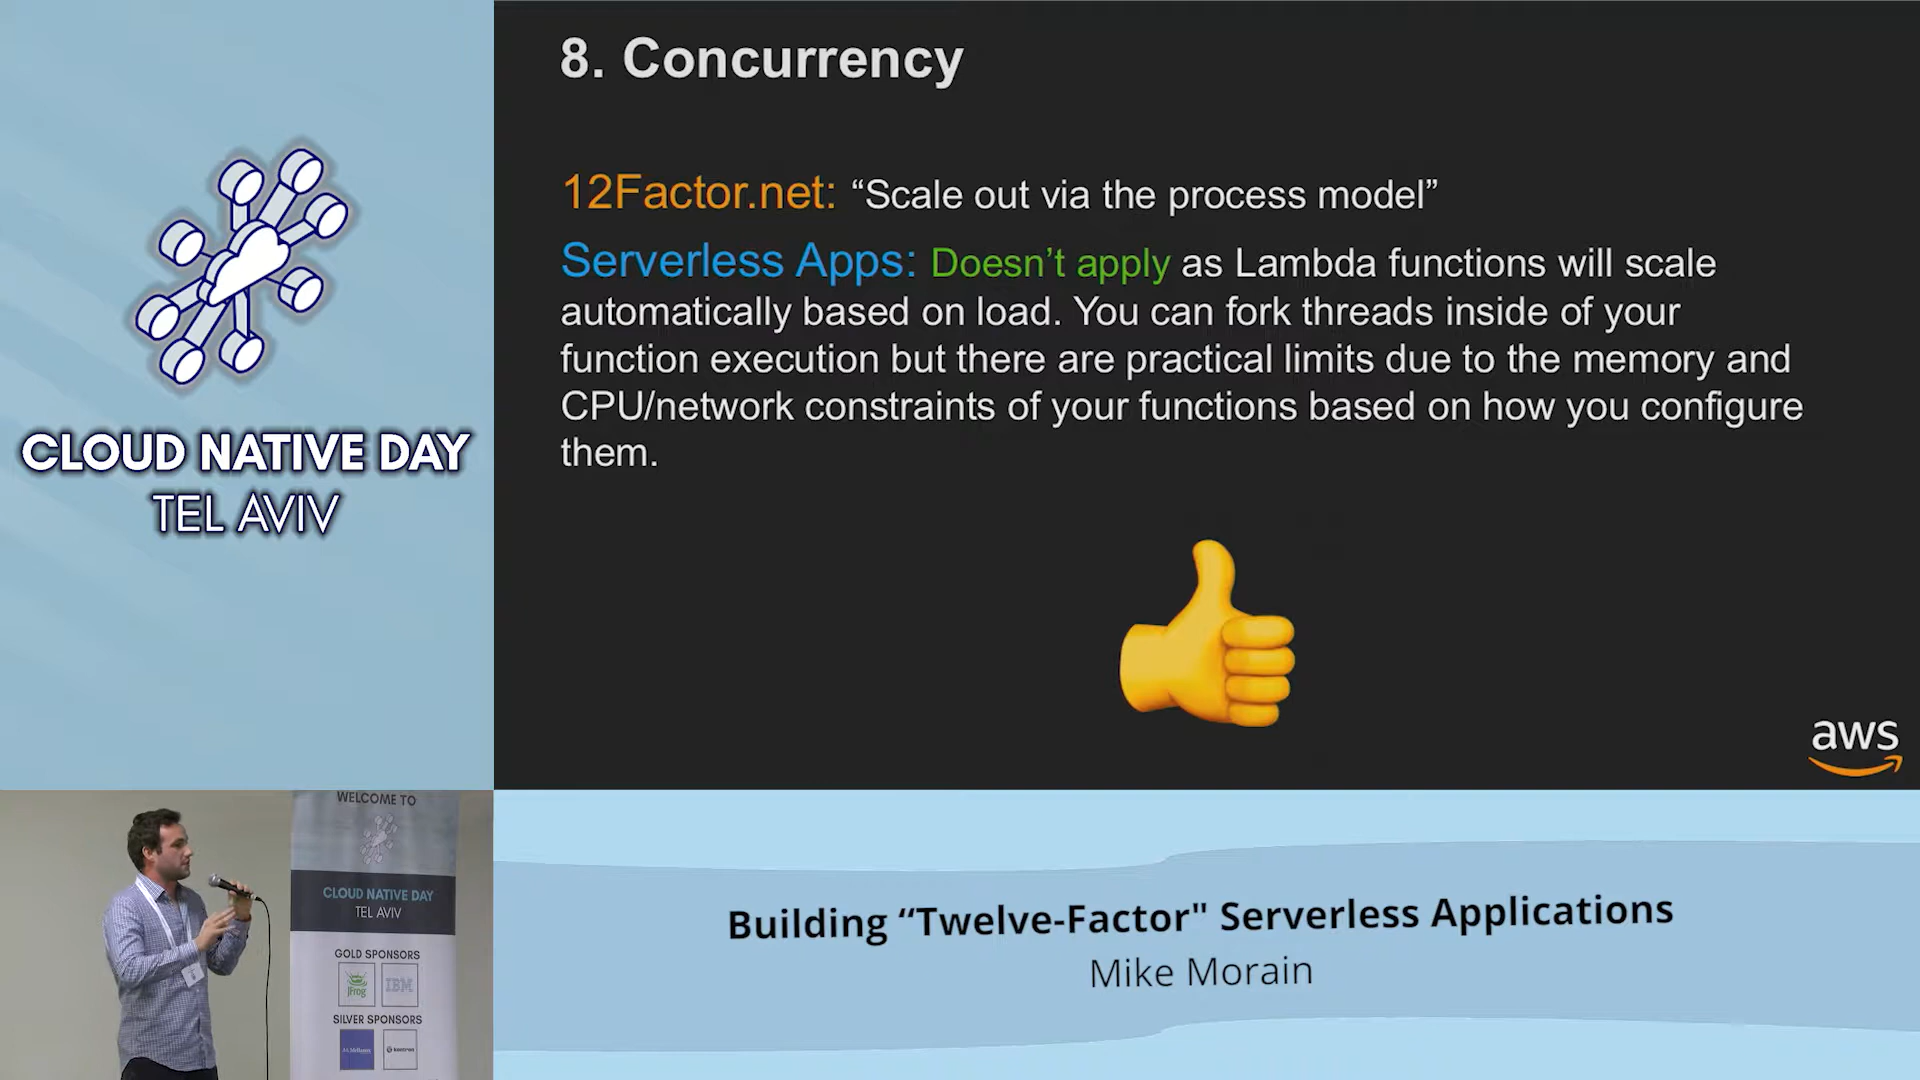 8. Concurrency
12Factor.net: “Scale out via the process model”
Serverless Apps: Doesn’t apply as Lambda functions will scale
automatically based on load. You can fork threads inside of your
function execution but there are practical limits due to the memory and
CPU/network constraints of your functions based on how you configure
them.
aws
CLOUD NATIVE DAY
TEL AVIV
WELCOME TO
CLOUD NATIVE DAY
TEL AVIV
GOLD SPONSORS
JFrog
IBM
SILVER SPONSORS
Building “Twelve-Factor" Serverless Applications
Mike Morain